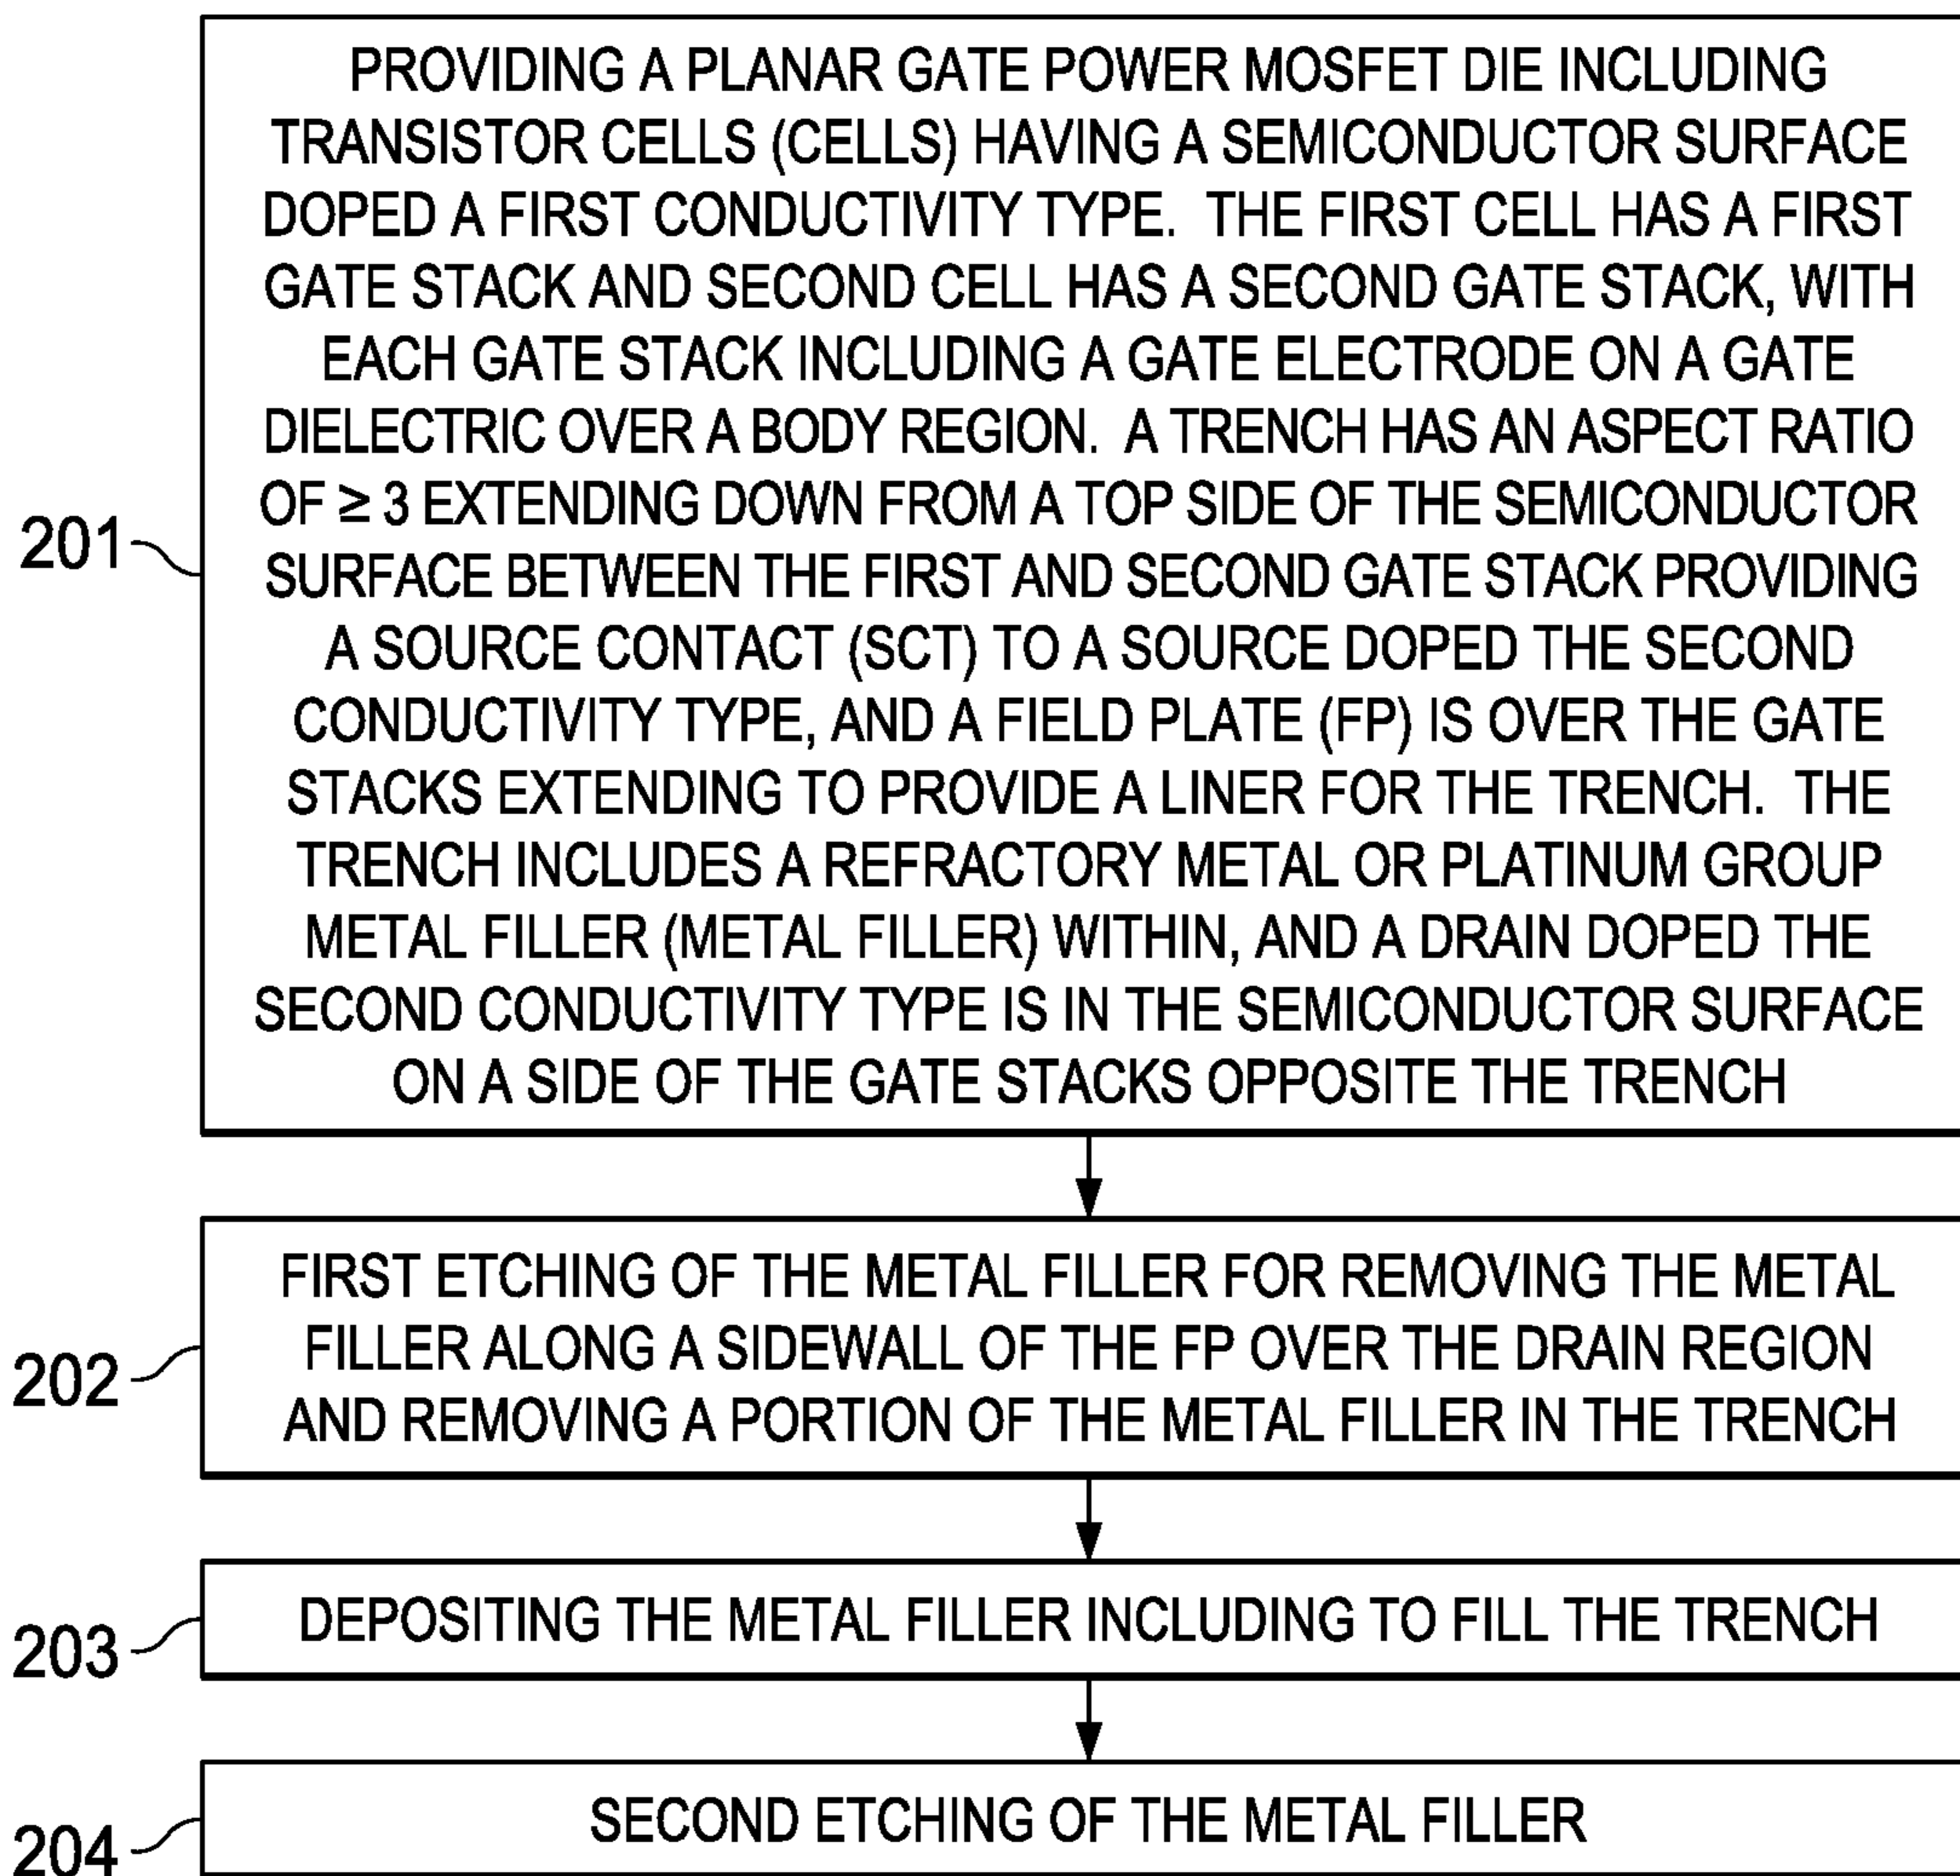 PROVIDING A PLANAR GATE POWER MOSFET DIE INCLUDING
TRANSISTOR CELLS (CELLS) HAVING A SEMICONDUCTOR SURFACE
DOPED A FIRST CONDUCTIVITY TYPE. THE FIRST CELL HAS A FIRST
GATE STACK AND SECOND CELL HAS A SECOND GATE STACK, WITH
EACH GATE STACK INCLUDING A GATE ELECTRODE ON A GATE
DIELECTRIC OVER A BODY REGION. A TRENCH HAS AN ASPECT RATIO
OF ≥ 3 EXTENDING DOWN FROM A TOP SIDE OF THE SEMICONDUCTOR
201
SURFACE BETWEEN THE FIRST AND SECOND GATE STACK PROVIDING
A SOURCE CONTACT (SCT) TO A SOURCE DOPED THE SECOND
CONDUCTIVITY TYPE, AND A FIELD PLATE (FP) IS OVER THE GATE
STACKS EXTENDING TO PROVIDE A LINER FOR THE TRENCH. THE
TRENCH INCLUDES A REFRACTORY METAL OR PLATINUM GROUP
METAL FILLER (METAL FILLER) WITHIN, AND A DRAIN DOPED THE
SECOND CONDUCTIVITY TYPE IS IN THE SEMICONDUCTOR SURFACE
ON A SIDE OF THE GATE STACKS OPPOSITE THE TRENCH
FIRST ETCHING OF THE METAL FILLER FOR REMOVING THE METAL
FILLER ALONG A SIDEWALL OF THE FP OVER THE DRAIN REGION
202
AND REMOVING A PORTION OF THE METAL FILLER IN THE TRENCH
DEPOSITING THE METAL FILLER INCLUDING TO FILL THE TRENCH
203
SECOND ETCHING OF THE METAL FILLER
204